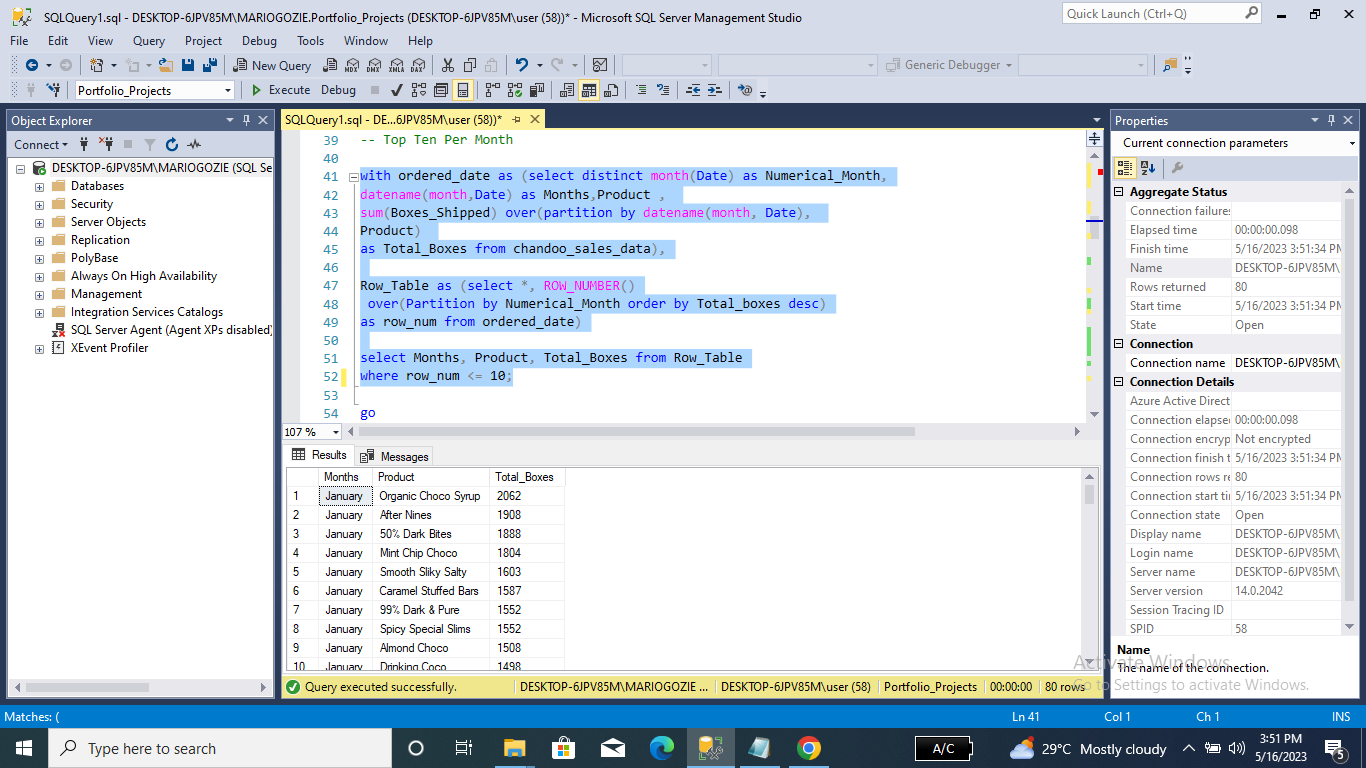 SQLQuery1.sql - DESKTOP-6JPV85M\MARIOGOZIE.Portfolio_Projects (DESKTOP-6JPV85M\user (58))* - Microsoft SQL Server Management Studio
Quick Launch (Ctrl+Q)
File Edit View Query Project Debug Tools Window Help
New Query MDX DMX XMLA DAX Generic Debugger
Portfolio_Projects Execute Debug
Object Explorer
Connect
DESKTOP-6JPV85M\MARIOGOZIE (SQL Se
Databases
Security
Server Objects
Replication
PolyBase
Always On High Availability
Management
Integration Services Catalogs
SQL Server Agent (Agent XPs disabled)
XEvent Profiler
SQLQuery1.sql - DE...6JPV85M\user (58))*
39 -- Top Ten Per Month
40
41 with ordered_date as (select distinct month(Date) as Numerical_Month,
42 datename(month,Date) as Months,Product ,
43 sum(Boxes_Shipped) over(partition by datename(month, Date),
44 Product)
45 as Total_Boxes from chandoo_sales_data),
46
47 Row_Table as (select *, ROW_NUMBER()
48 over(Partition by Numerical_Month order by Total_boxes desc)
49 as row_num from ordered_date)
50
51 select Months, Product, Total_Boxes from Row_Table
52 where row_num <= 10;
53
54 go
107 %
Results Messages
Months Product Total_Boxes
1 January Organic Choco Syrup 2062
2 January After Nines 1908
3 January 50% Dark Bites 1888
4 January Mint Chip Choco 1804
5 January Smooth Sliky Salty 1603
6 January Caramel Stuffed Bars 1587
7 January 99% Dark & Pure 1552
8 January Spicy Special Slims 1552
9 January Almond Choco 1508
10 January Drinking Coco 1498
Query executed successfully. DESKTOP-6JPV85M\MARIOGOZIE ... DESKTOP-6JPV85M\user (58) Portfolio_Projects 00:00:00 80 rows
Properties
Current connection parameters
Aggregate Status
Connection failures
Elapsed time 00:00:00.098
Finish time 5/16/2023 3:51:34 PM
Name DESKTOP-6JPV85M\
Rows returned 80
Start time 5/16/2023 3:51:34 PM
State Open
Connection
Connection name DESKTOP-6JPV85M\
Connection Details
Azure Active Direct
Connection elapse 00:00:00.098
Connection encryp Not encrypted
Connection finish t 5/16/2023 3:51:34 PM
Connection rows re 80
Connection start ti 5/16/2023 3:51:34 PM
Connection state Open
Display name DESKTOP-6JPV85M\
Login name DESKTOP-6JPV85M\
Server name DESKTOP-6JPV85M\
Server version 14.0.2042
Session Tracing ID
SPID 58
Name
The name of the connection.
Activate Windows
Go to Settings to activate Windows.
Matches: ( Ln 41 Col 1 Ch 1 INS
Type here to search
A/C
29°C Mostly cloudy
3:51 PM
5/16/2023
5